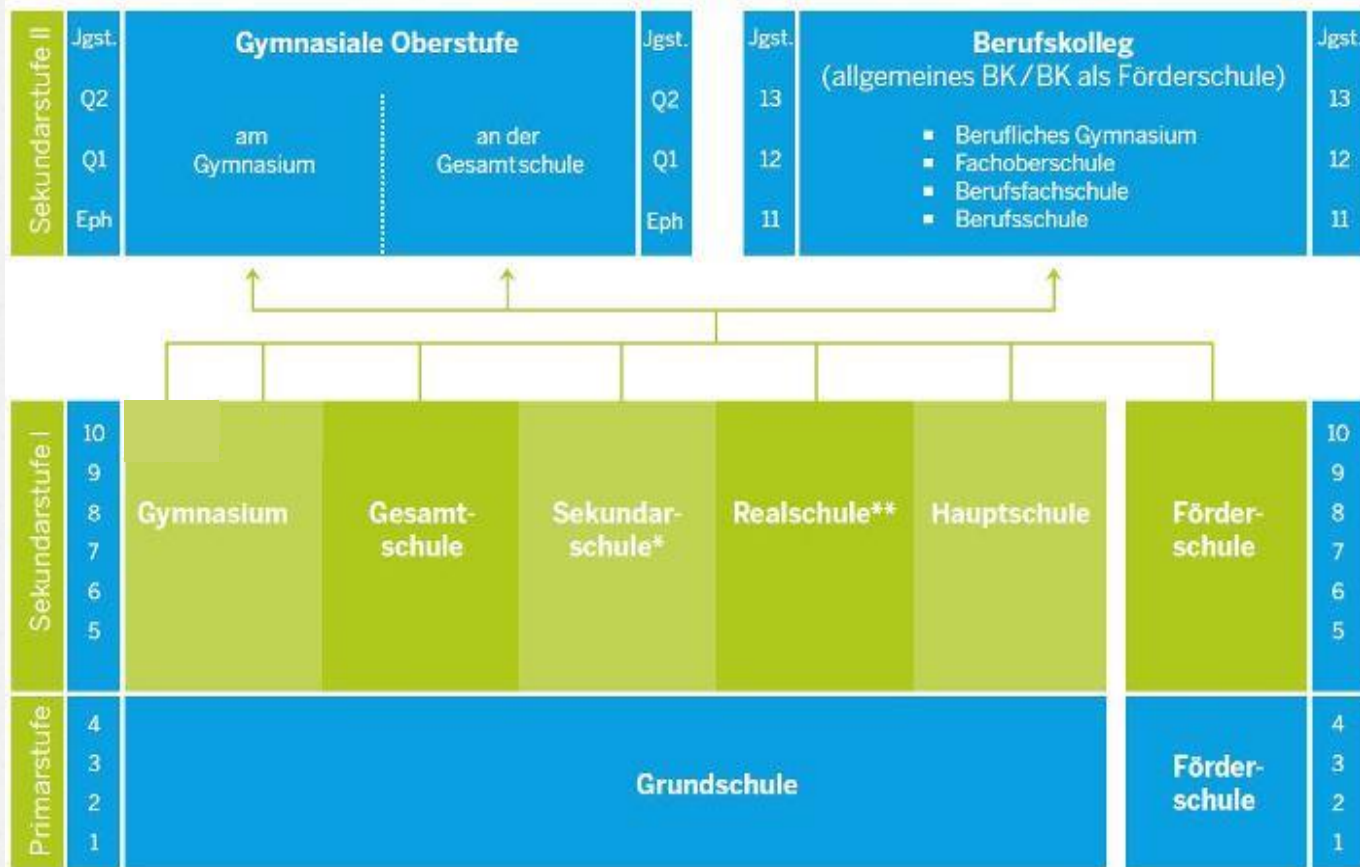 Sekundarstufe II
Jgst.
Q2
Q1
Eph
Gymnasiale Oberstufe
am
Gymnasium
an der
Gesamtschule
Jgst.
Q2
Q1
Eph
Jgst.
13
12
11
Berufskolleg
(allgemeines BK/BK als Förderschule)
▪ Berufliches Gymnasium
▪ Fachoberschule
▪ Berufsfachschule
▪ Berufsschule
Jgst.
13
12
11
Sekundarstufe I
10
9
8
7
6
5
Gymnasium
Gesamt-
schule
Sekundar-
schule*
Realschule**
Hauptschule
Förder-
schule
10
9
8
7
6
5
Primarstufe
4
3
2
1
Grundschule
Förder-
schule
4
3
2
1